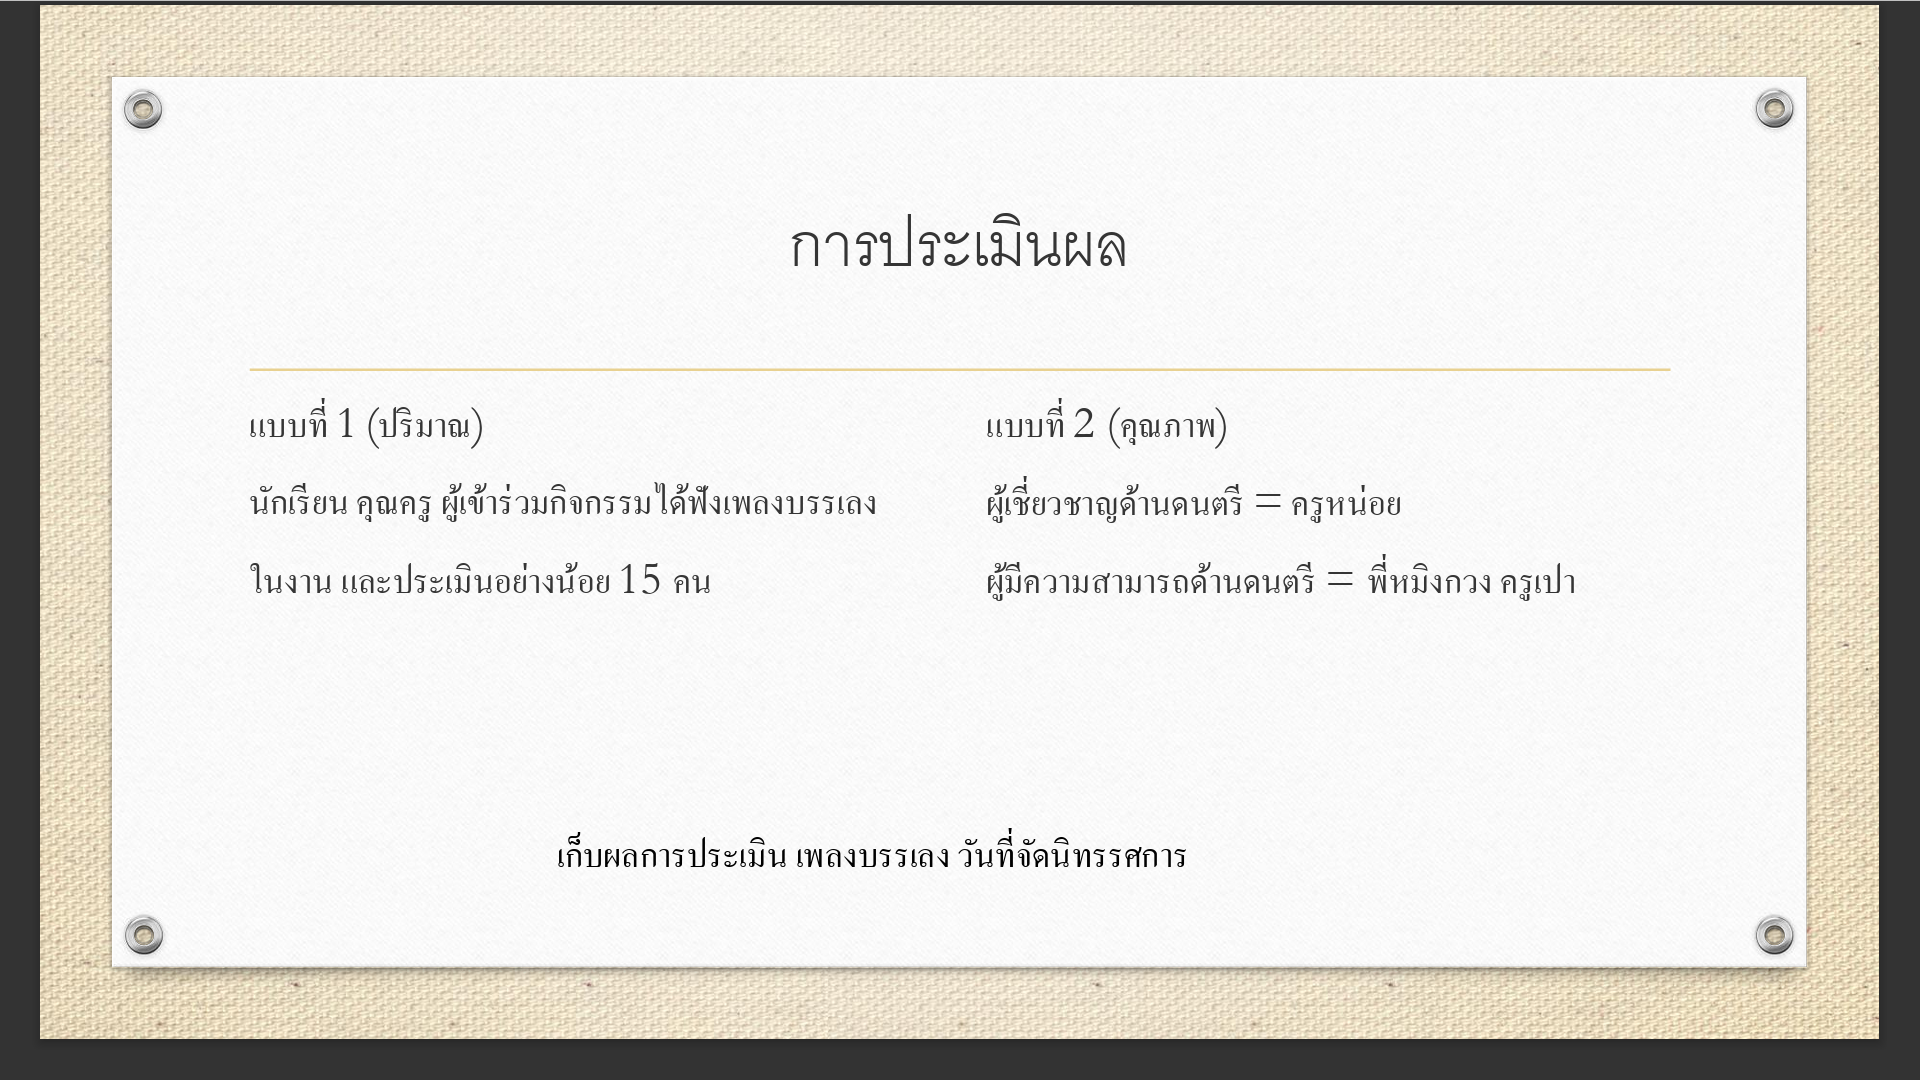 การประเมินผล
แบบที่ 1 (ปริมาณ)
นักเรียน คุณครู ผู้เข้าร่วมกิจกรรมได้ฟังเพลงบรรเลง
ในงาน และประเมินอย่างน้อย 15 คน
แบบที่ 2 (คุณภาพ)
ผู้เชี่ยวชาญด้านดนตรี = ครูหน่อย
ผู้มีความสามารถด้านดนตรี = พี่หมิงกวง ครูเปา
เก็บผลการประเมิน เพลงบรรเลง วันที่จัดนิทรรศการ